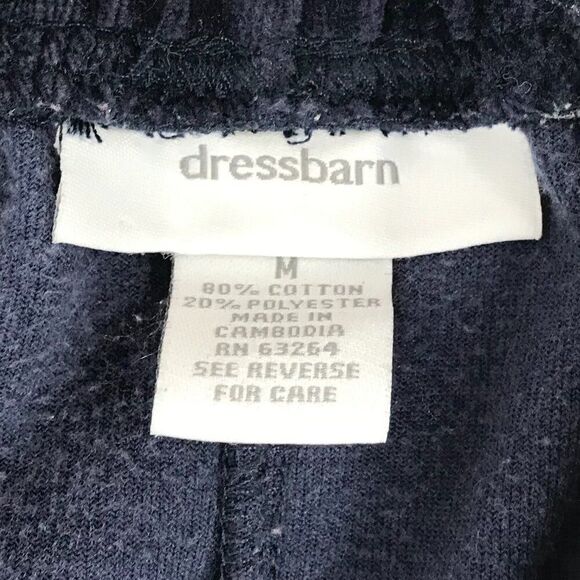 dressbarn
M
80% COTTON
20% POLYESTER
MADE IN
CAMBODIA
RN 63264
SEE REVERSE
FOR CARE